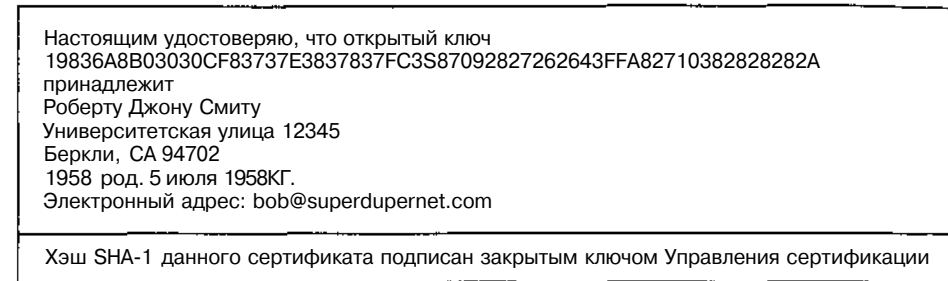 Настоящим удостоверяю, что открытый ключ
19836A8B03030CF83737E3837837FC3S87092827262643FFA82710382828282A
принадлежит
Роберту Джону Смиту
Университетская улица 12345
Беркли, СА 94702
1958 род. 5 июля 1958КГ.
Электронный адрес: bob@superdupernet.com
Хэш SHA-1 данного сертификата подписан закрытым ключом Управления сертификации